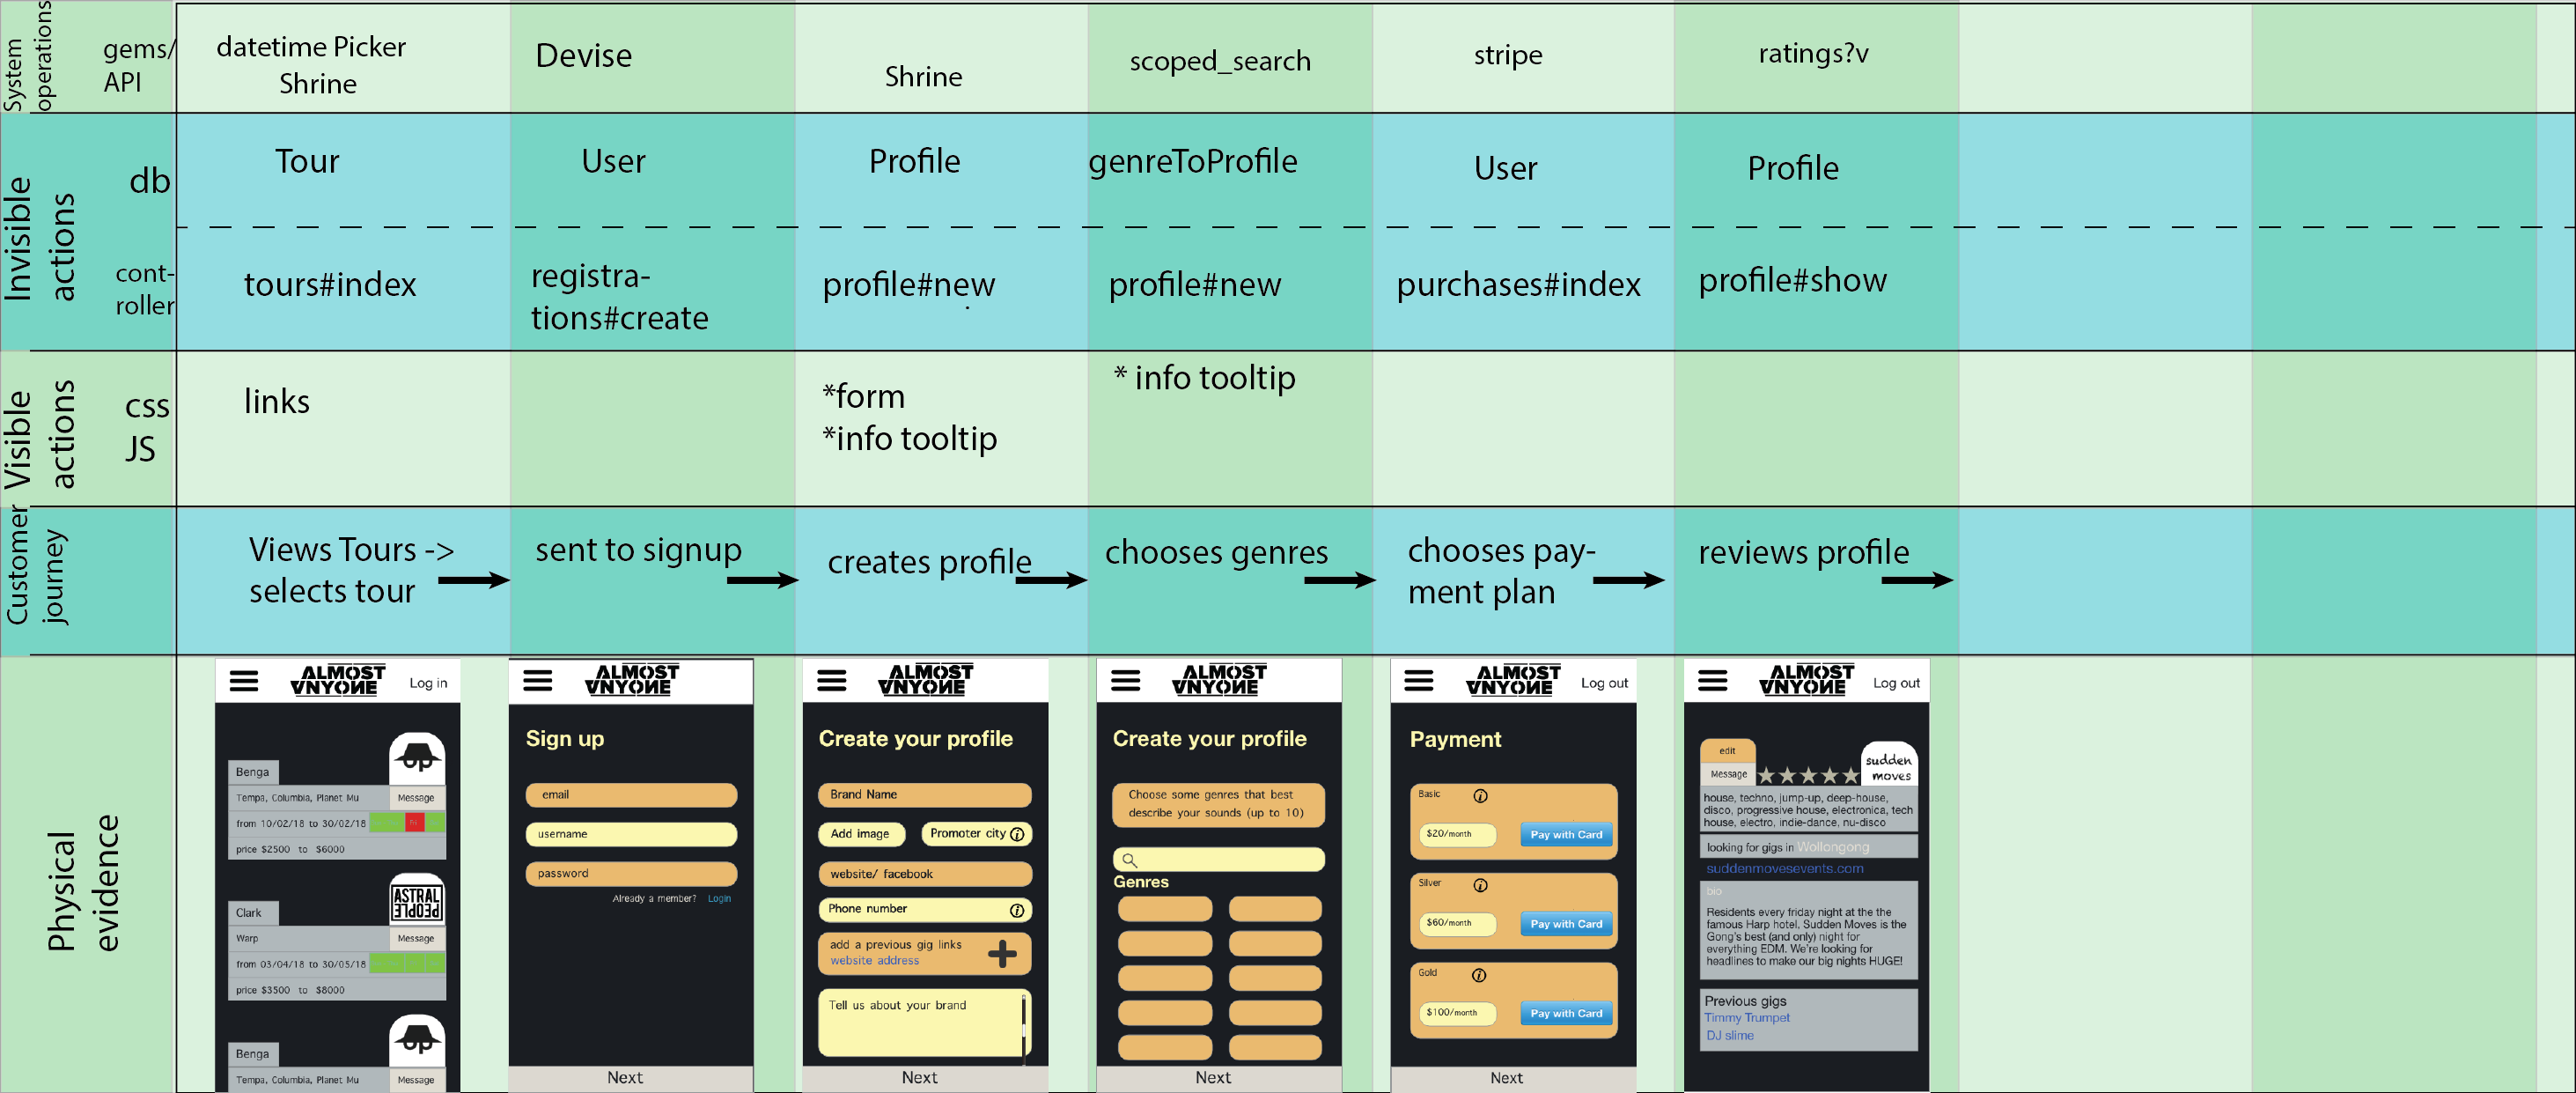 System
operations
gems/
API
datetime Picker
Shrine
Devise
Shrine
scoped_search
stripe
ratings?v
Invisible
actions
db
Tour
User
Profile
genreToProfile
User
Profile
cont-
roller
tours#index
registra-
tions#create
profile#new
profile#new
purchases#index
profile#show
Visible
actions
css
JS
links
*form
*info tooltip
* info tooltip
Customer
journey
Views Tours ->
selects tour
sent to signup
creates profile
chooses genres
chooses pay-
ment plan
reviews profile
Physical
evidence
ALMOST
VNYONE
Log in
Benga
Tempa, Columbia, Planet Mu
Message
from 10/02/18 to 30/02/18
price $2500 to $6000
ASTRAL
PEOPLE
Clark
Warp
Message
from 03/04/18 to 30/05/18
price $3500 to $8000
Benga
Tempa, Columbia, Planet Mu
Message
ALMOST
VNYONE
Sign up
email
username
password
Already a member? Login
Next
ALMOST
VNYONE
Create your profile
Brand Name
Add image
Promoter city
website/ facebook
Phone number
add a previous gig links
website address
Tell us about your brand
Next
ALMOST
VNYONE
Create your profile
Choose some genres that best
describe your sounds (up to 10)
Genres
Next
ALMOST
VNYONE
Log out
Payment
Basic
$20/month
Pay with Card
Silver
$60/month
Pay with Card
Gold
$100/month
Pay with Card
Next
ALMOST
VNYONE
Log out
edit
Message
sudden
moves
house, techno, jump-up, deep-house,
disco, progressive house, electronica, tech
house, electro, indie-dance, nu-disco
looking for gigs in Wollongong
suddenmovesevents.com
bio
Residents every friday night at the the
famous Harp hotel, Sudden Moves is the
Gong's best (and only) night for
everything EDM. We're looking for
headlines to make our big nights HUGE!
Previous gigs
Timmy Trumpet
DJ slime